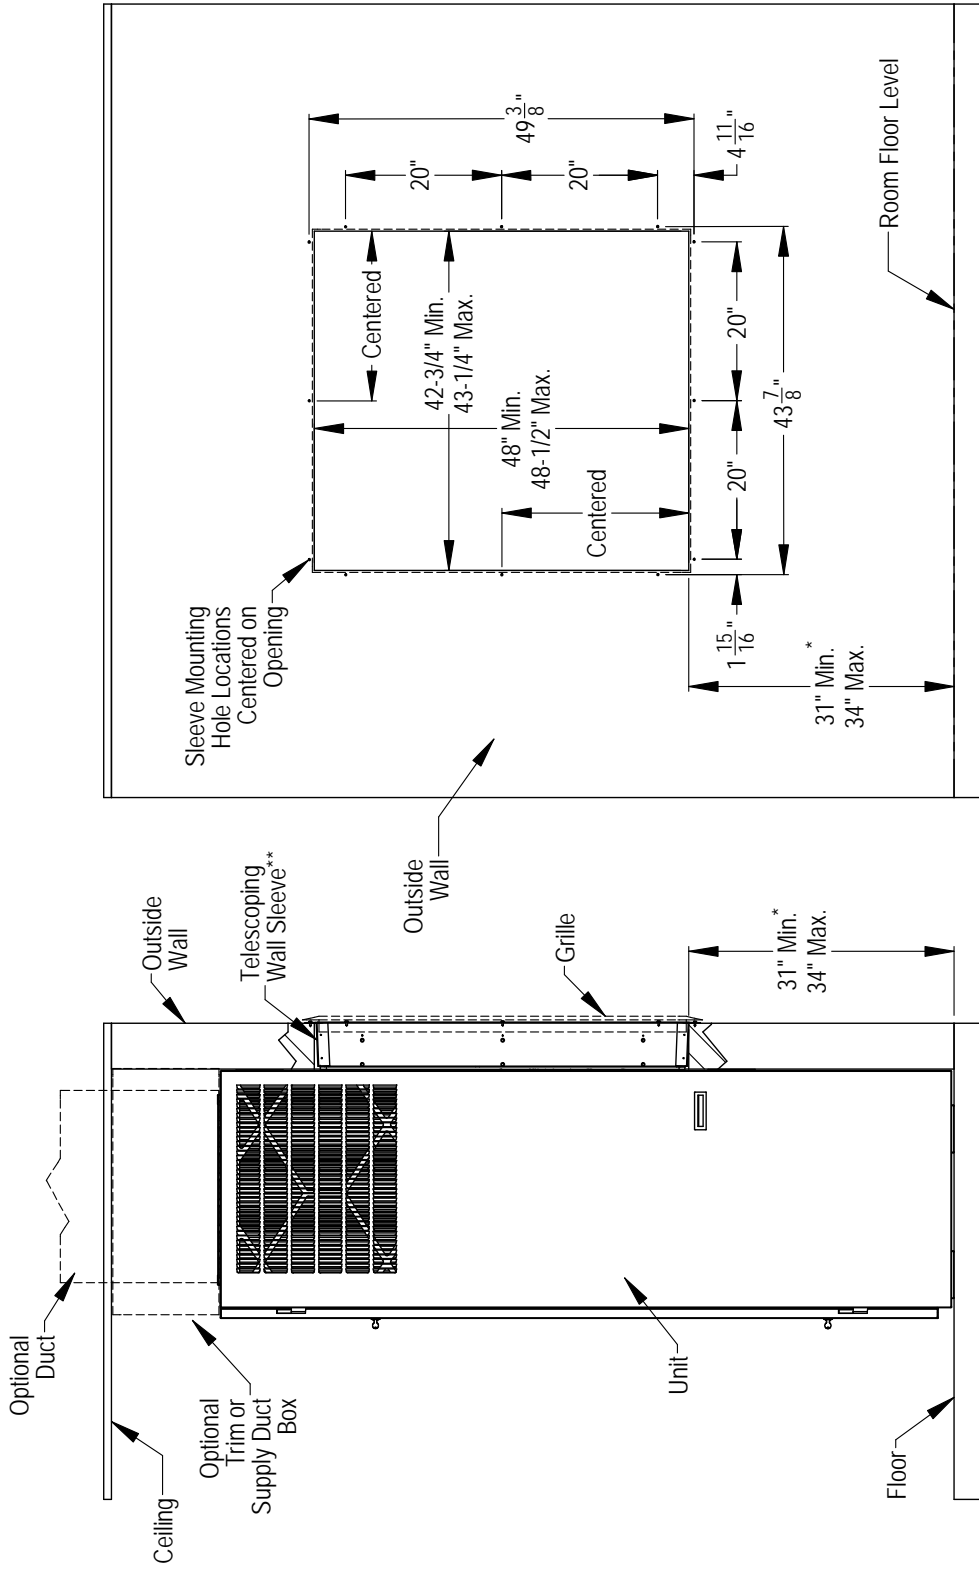 Optional
Duct
Ceiling
Optional
Trim or
Supply Duct
Box
Outside
Wall
Telescoping
Wall Sleeve**
Grille
Unit
Floor
31" Min.*
34" Max.
Sleeve Mounting
Hole Locations
Centered on
Opening
Outside
Wall
Centered
42-3/4" Min.
43-1/4" Max.
48" Min.
48-1/2" Max.
Centered
20"
20"
49 3/8"
4 11/16"
20"
20"
43 7/8"
1 15/16"
31" Min.*
34" Max.
Room Floor Level